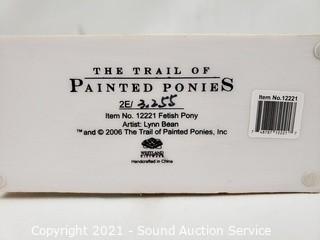 THE TRAIL OF
PAINTED PONIES
2E/ 3,255
Item No. 12221 Fetish Pony
Artist: Lynn Bean
™ and © 2006 The Trail of Painted Ponies, Inc
WESTLAND
Handcrafted in China
Item No. 12221
Copyright 2021 - Sound Auction Service